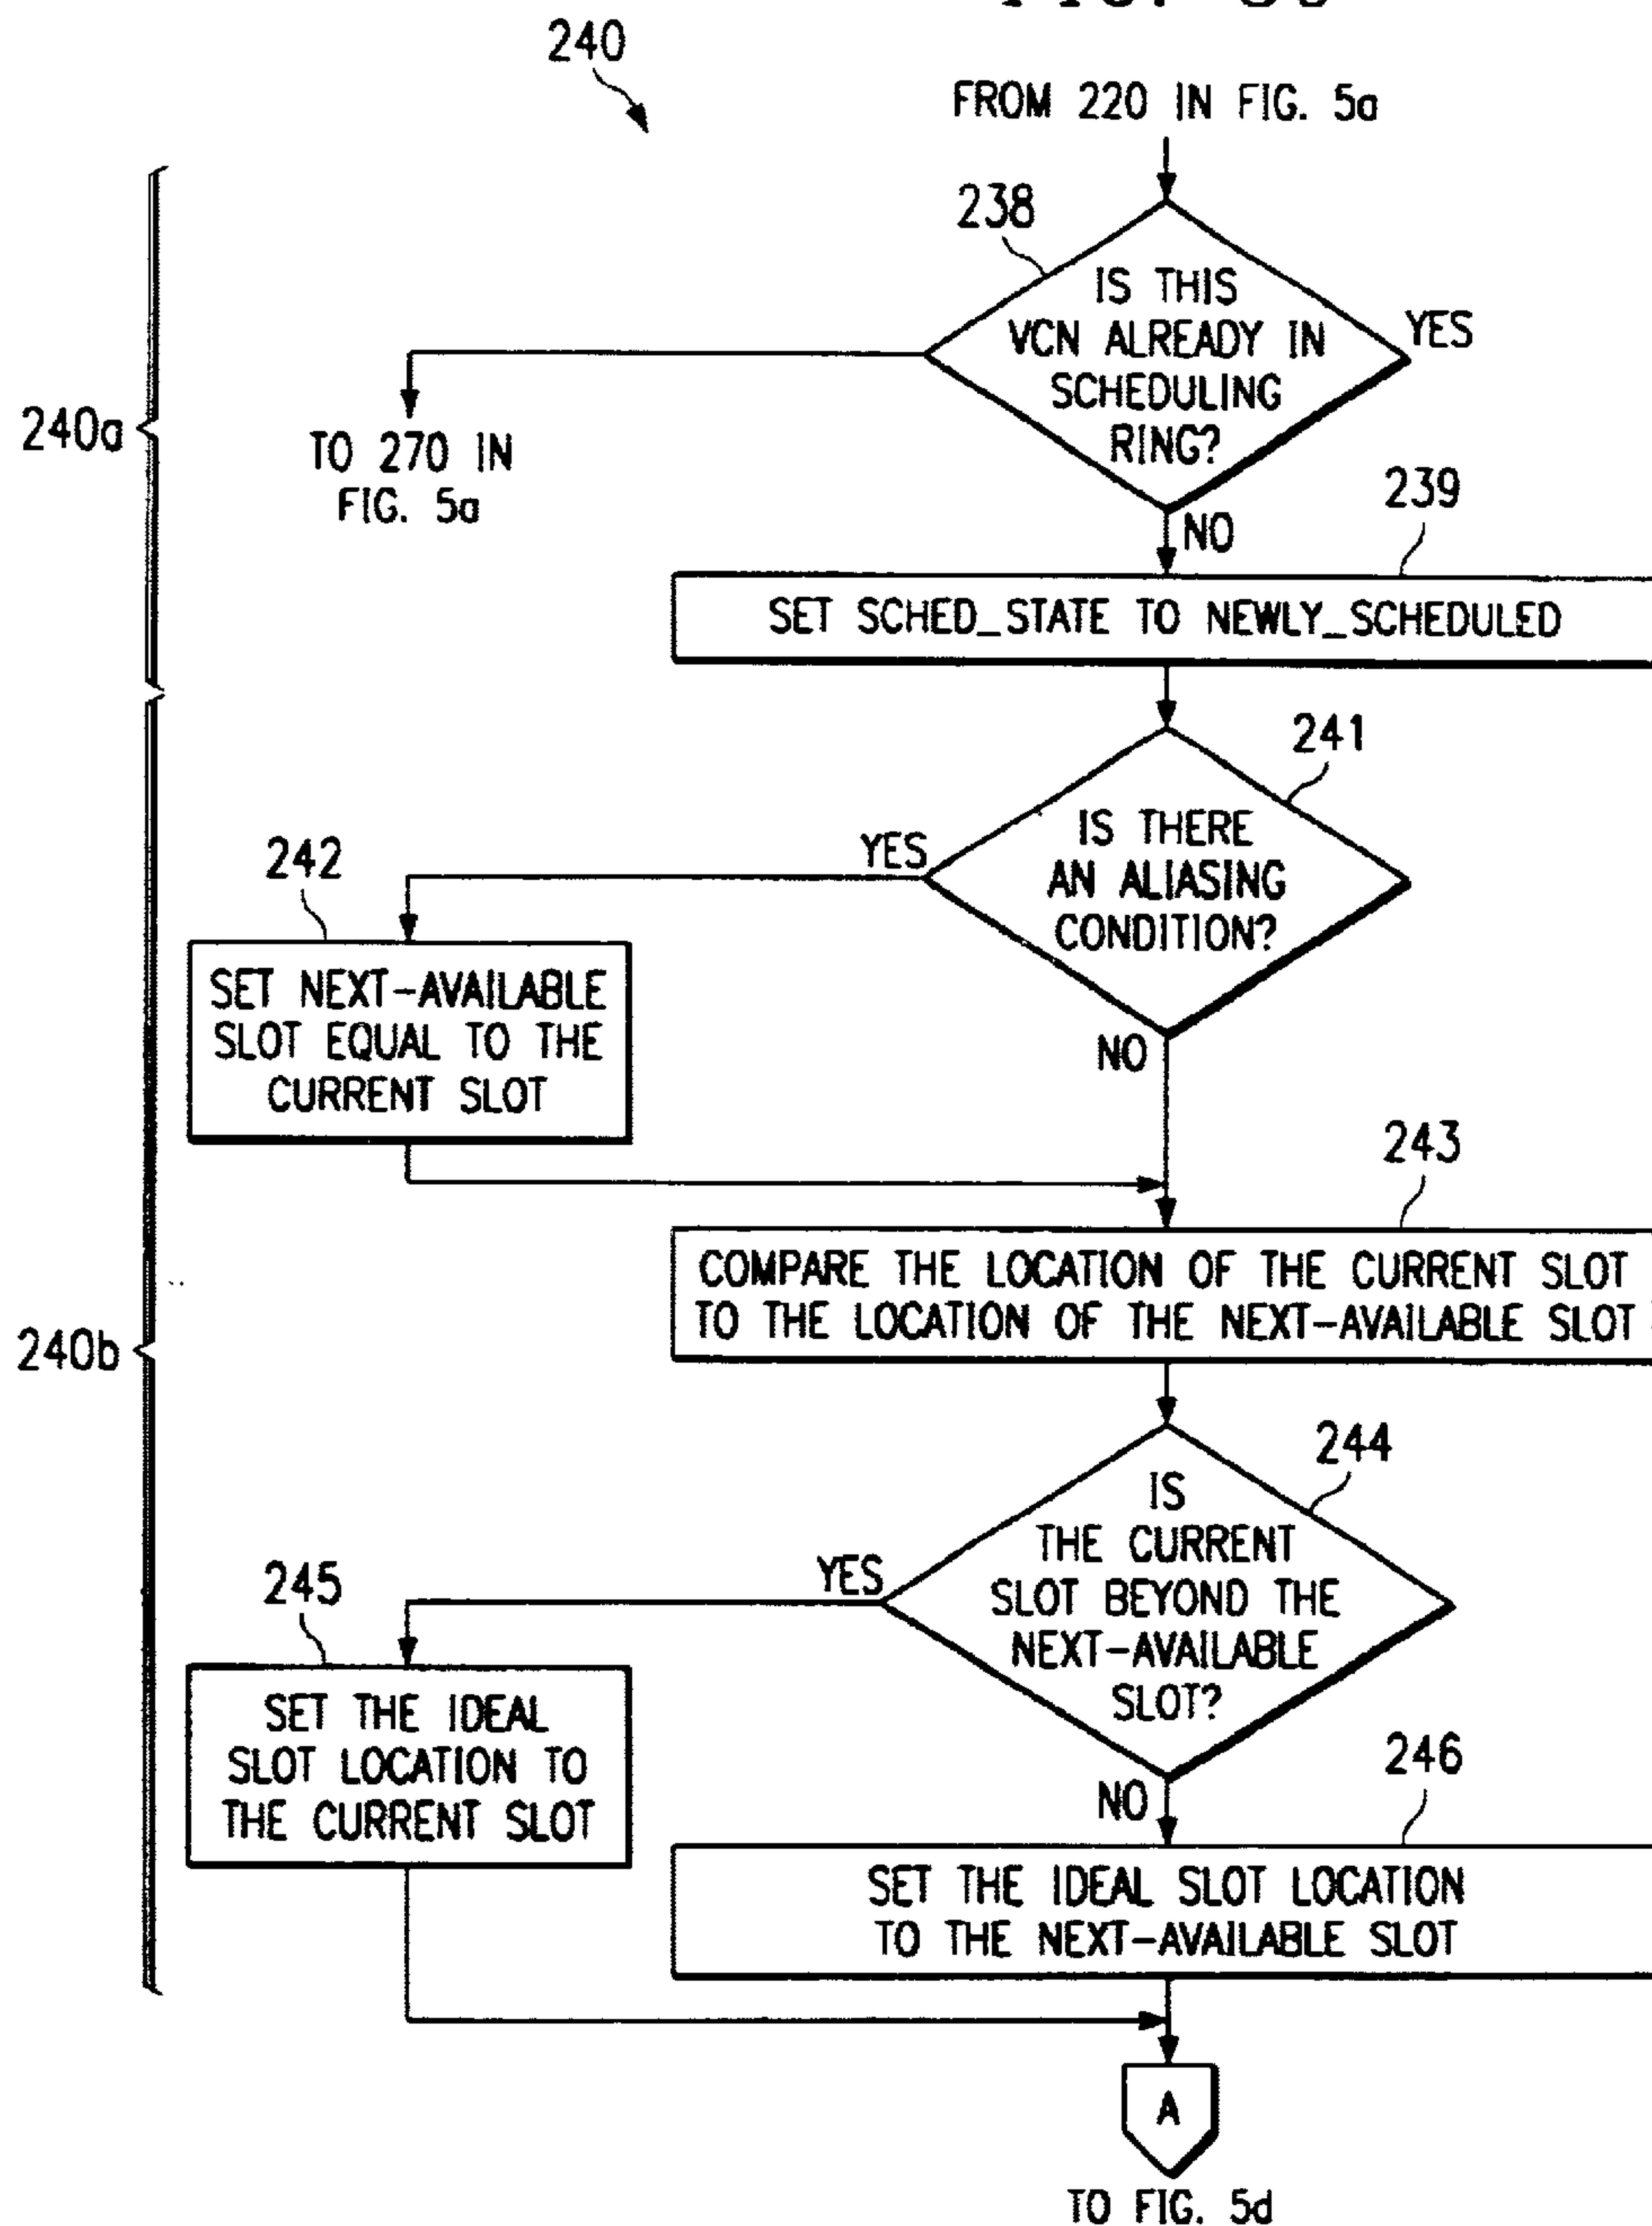 240
FROM 220 IN FIG. 5a
238
IS THIS
VCN ALREADY IN
SCHEDULING
RING?
YES
240a
TO 270 IN
FIG. 5a
NO
239
SET SCHED_STATE TO NEWLY_SCHEDULED
241
IS THERE
AN ALIASING
CONDITION?
YES
242
SET NEXT-AVAILABLE
SLOT EQUAL TO THE
CURRENT SLOT
NO
243
COMPARE THE LOCATION OF THE CURRENT SLOT
TO THE LOCATION OF THE NEXT-AVAILABLE SLOT
240b
244
IS
THE CURRENT
SLOT BEYOND THE
NEXT-AVAILABLE
SLOT?
YES
245
SET THE IDEAL
SLOT LOCATION TO
THE CURRENT SLOT
NO
246
SET THE IDEAL SLOT LOCATION
TO THE NEXT-AVAILABLE SLOT
A
TO FIG. 5d